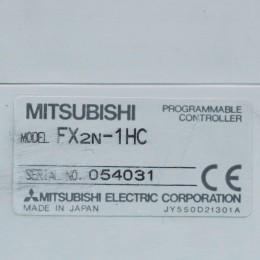 MITSUBISHI PROGRAMMABLE CONTROLLER
MODEL FX2N-1HC
SERIAL NO. 054031
CE
MITSUBISHI ELECTRIC CORPORATION
MADE IN JAPAN JY550D21301A